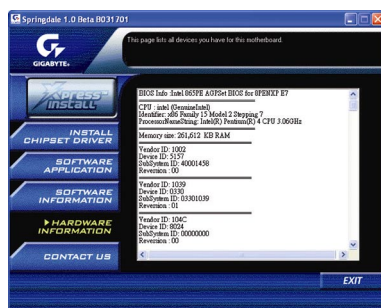 Springdale 1.0 Beta B031701
GIGABYTE
This page lists all devices you have for this motherboard.
Xpress Install
INSTALL
CHIPSET DRIVER
SOFTWARE
APPLICATION
SOFTWARE
INFORMATION
HARDWARE
INFORMATION
CONTACT US
BIOS Info :Intel 865PE AGPSet BIOS for 8PENXP E7
CPU : intel (GenuineIntel)
Identifier: x86 Family 15 Model 2 Stepping 7
ProcessorNameString: Intel(R) Pentium(R) 4 CPU 3.06GHz
Memory size: 261,612 KB RAM
Vendor ID: 1002
Device ID: 5157
SubSystem ID: 40001458
Reversion : 00
Vendor ID: 1039
Device ID: 0330
SubSystem ID: 03301039
Reversion : 01
Vendor ID: 104C
Device ID: 8024
SubSystem ID: 00000000
Reversion : 00
EXIT